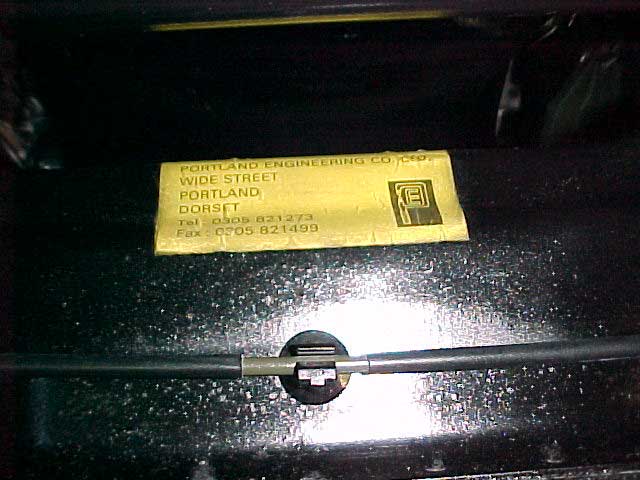 PORTLAND ENGINEERING CO. LTD.
WIDE STREET
PORTLAND
DORSET
Tel : 0305 821273
Fax : 0305 821499